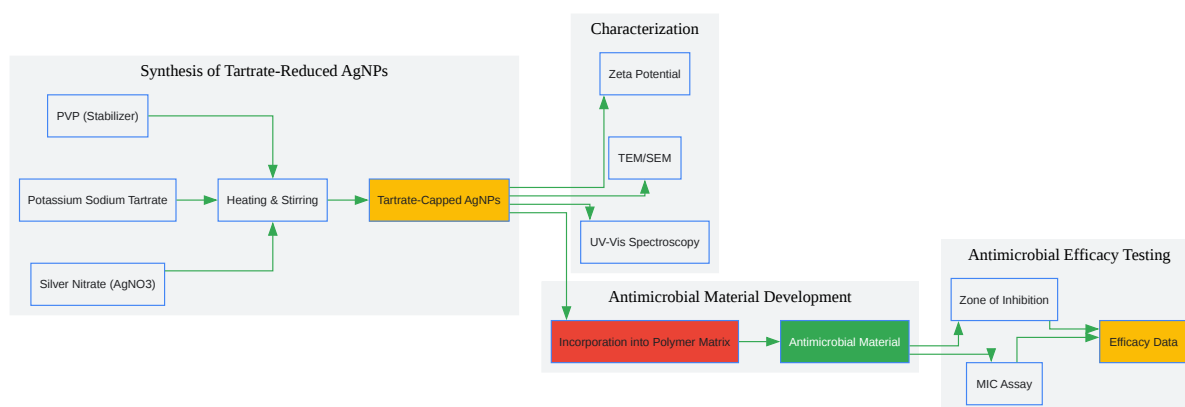 Synthesis of Tartrate-Reduced AgNPs
PVP (Stabilizer)
Potassium Sodium Tartrate
Heating & Stirring
Tartrate-Capped AgNPs
Silver Nitrate (AgNO3)
Characterization
Zeta Potential
TEM/SEM
UV-Vis Spectroscopy
Antimicrobial Material Development
Incorporation into Polymer Matrix
Antimicrobial Material
Antimicrobial Efficacy Testing
Zone of Inhibition
Efficacy Data
MIC Assay